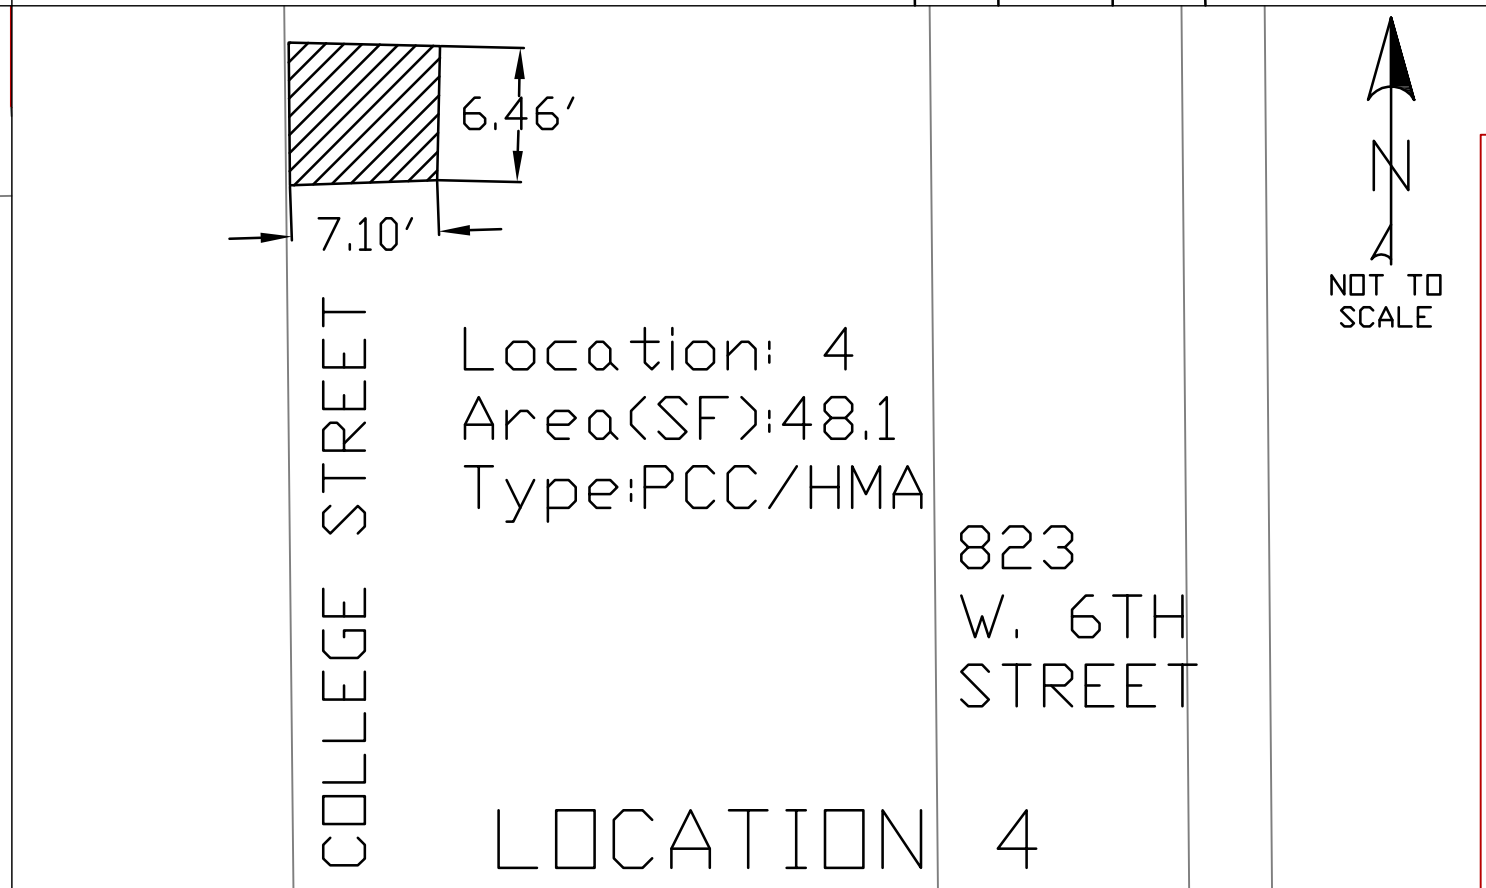 6.46'
7.10'
COLLEGE STREET
Location: 4
Area(SF):48.1
Type:PCC/HMA
823
W. 6TH
STREET
LOCATION 4
N
NOT TO
SCALE